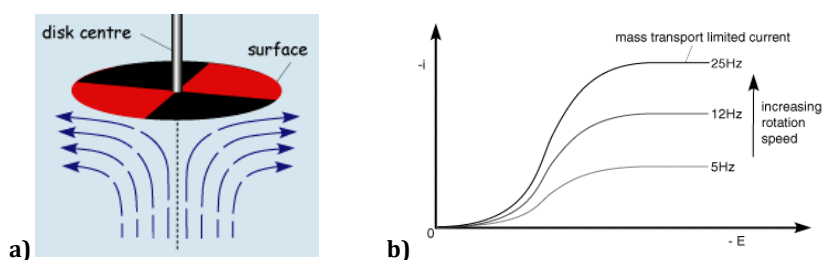 disk centre
surface
a)
mass transport limited current
-i
25Hz
12Hz
increasing
rotation
speed
5Hz
0
- E
b)